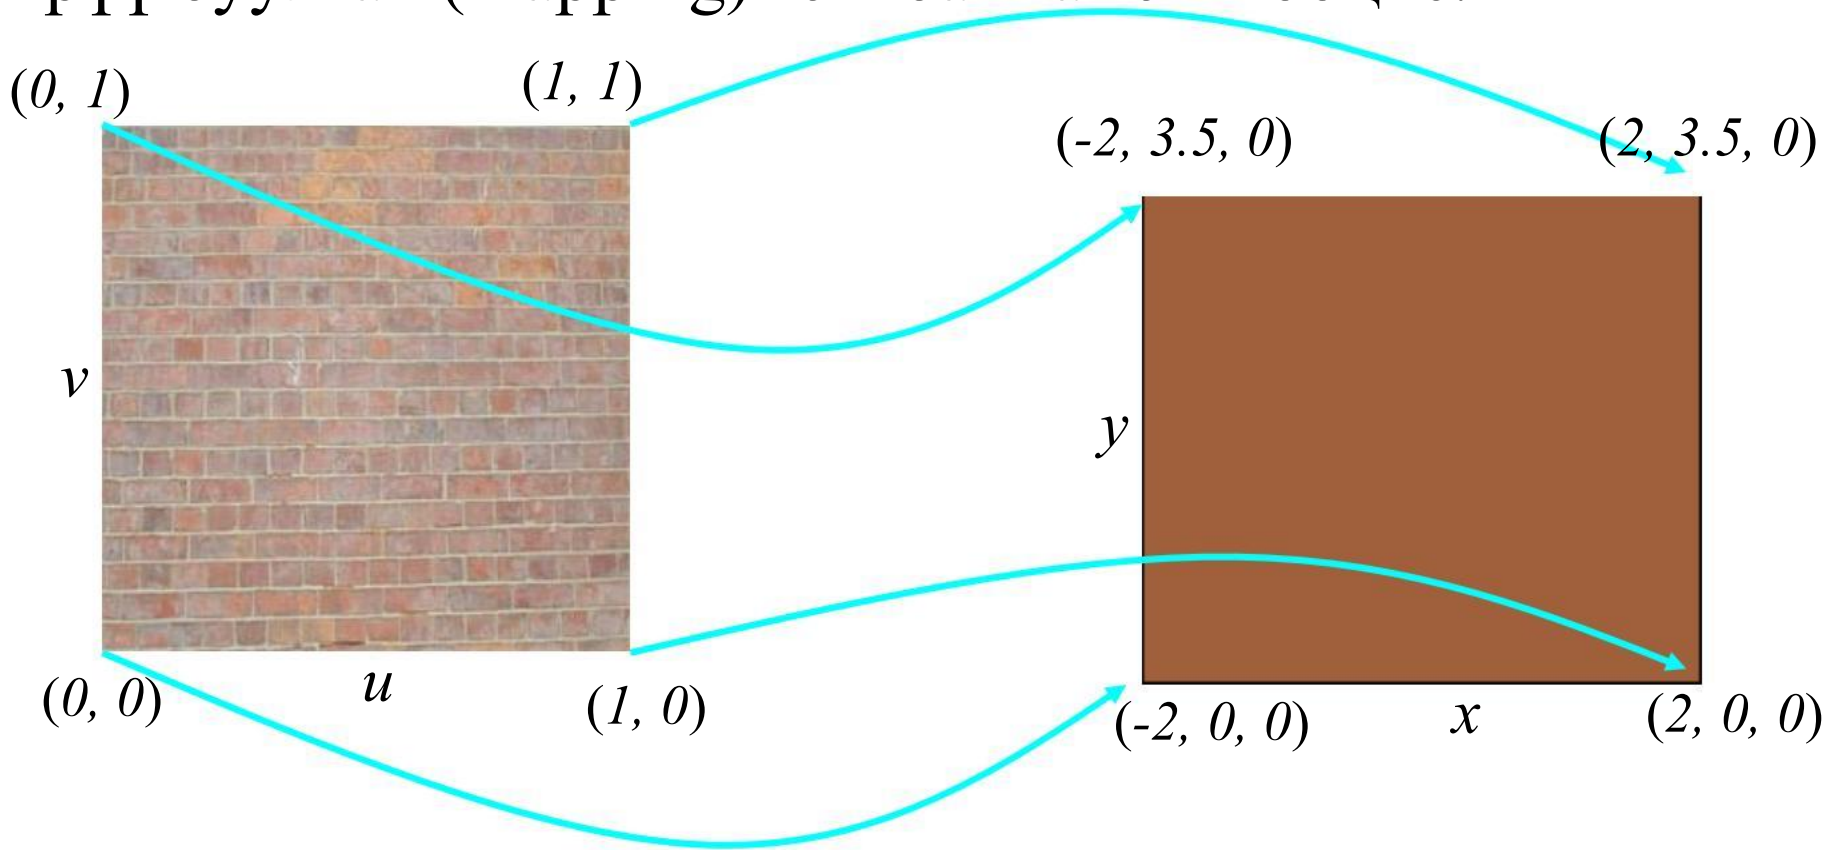 (mapping)
(0, 1)
(1, 1)
(-2, 3.5, 0)
(2, 3.5, 0)
v
y
(0, 0)
u
(1, 0)
(-2, 0, 0)
x
(2, 0, 0)